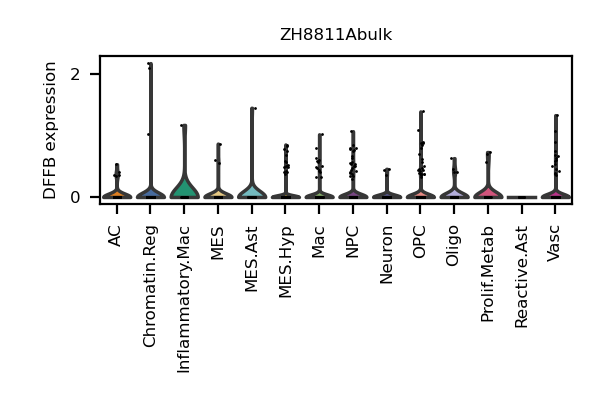 ZH8811Abulk
DFFB expression
2
0
AC
Chromatin.Reg
Inflammatory.Mac
MES
MES.Ast
MES.Hyp
Mac
NPC
Neuron
OPC
Oligo
Prolif.Metab
Reactive.Ast
Vasc